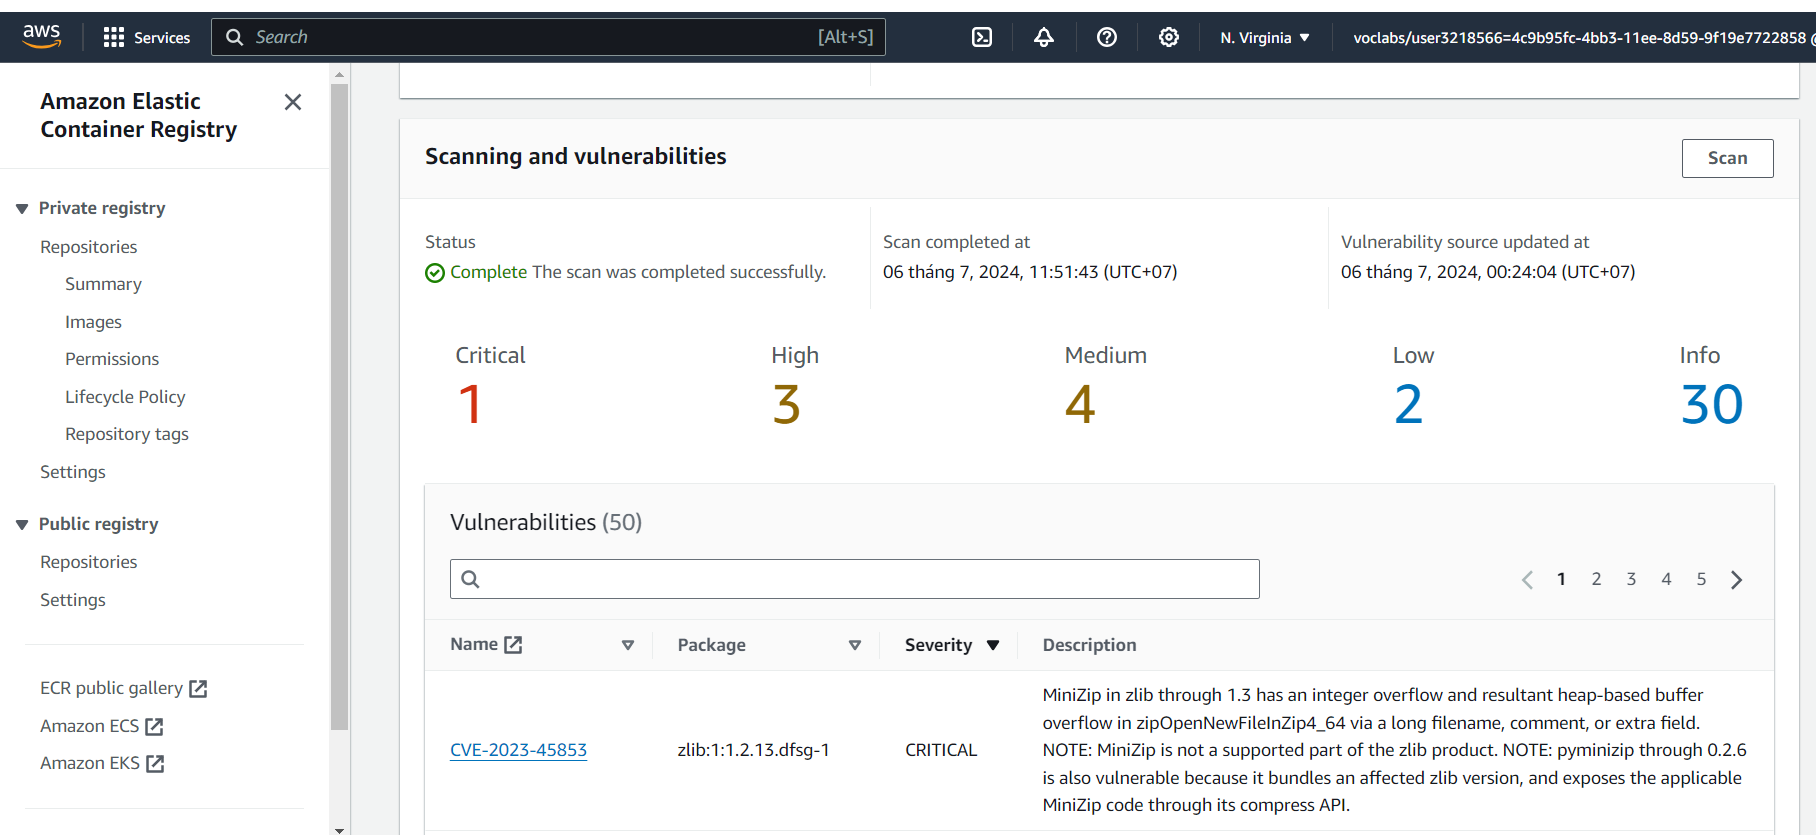 aws
Services
Search [Alt+S]
N. Virginia
voclabs/user3218566=4c9b95fc-4bb3-11ee-8d59-9f19e7722858 @
Amazon Elastic
Container Registry
Private registry
Repositories
Summary
Images
Permissions
Lifecycle Policy
Repository tags
Settings
Public registry
Repositories
Settings
ECR public gallery
Amazon ECS
Amazon EKS
Scanning and vulnerabilities
Scan
Status
Complete The scan was completed successfully.
Scan completed at
06 tháng 7, 2024, 11:51:43 (UTC+07)
Vulnerability source updated at
06 tháng 7, 2024, 00:24:04 (UTC+07)
Critical
1
High
3
Medium
4
Low
2
Info
30
Vulnerabilities (50)
1 2 3 4 5
Name Package Severity Description
CVE-2023-45853
zlib:1:1.2.13.dfsg-1
CRITICAL
MiniZip in zlib through 1.3 has an integer overflow and resultant heap-based buffer
overflow in zipOpenNewFileInZip4_64 via a long filename, comment, or extra field.
NOTE: MiniZip is not a supported part of the zlib product. NOTE: pyminizip through 0.2.6
is also vulnerable because it bundles an affected zlib version, and exposes the applicable
MiniZip code through its compress API.